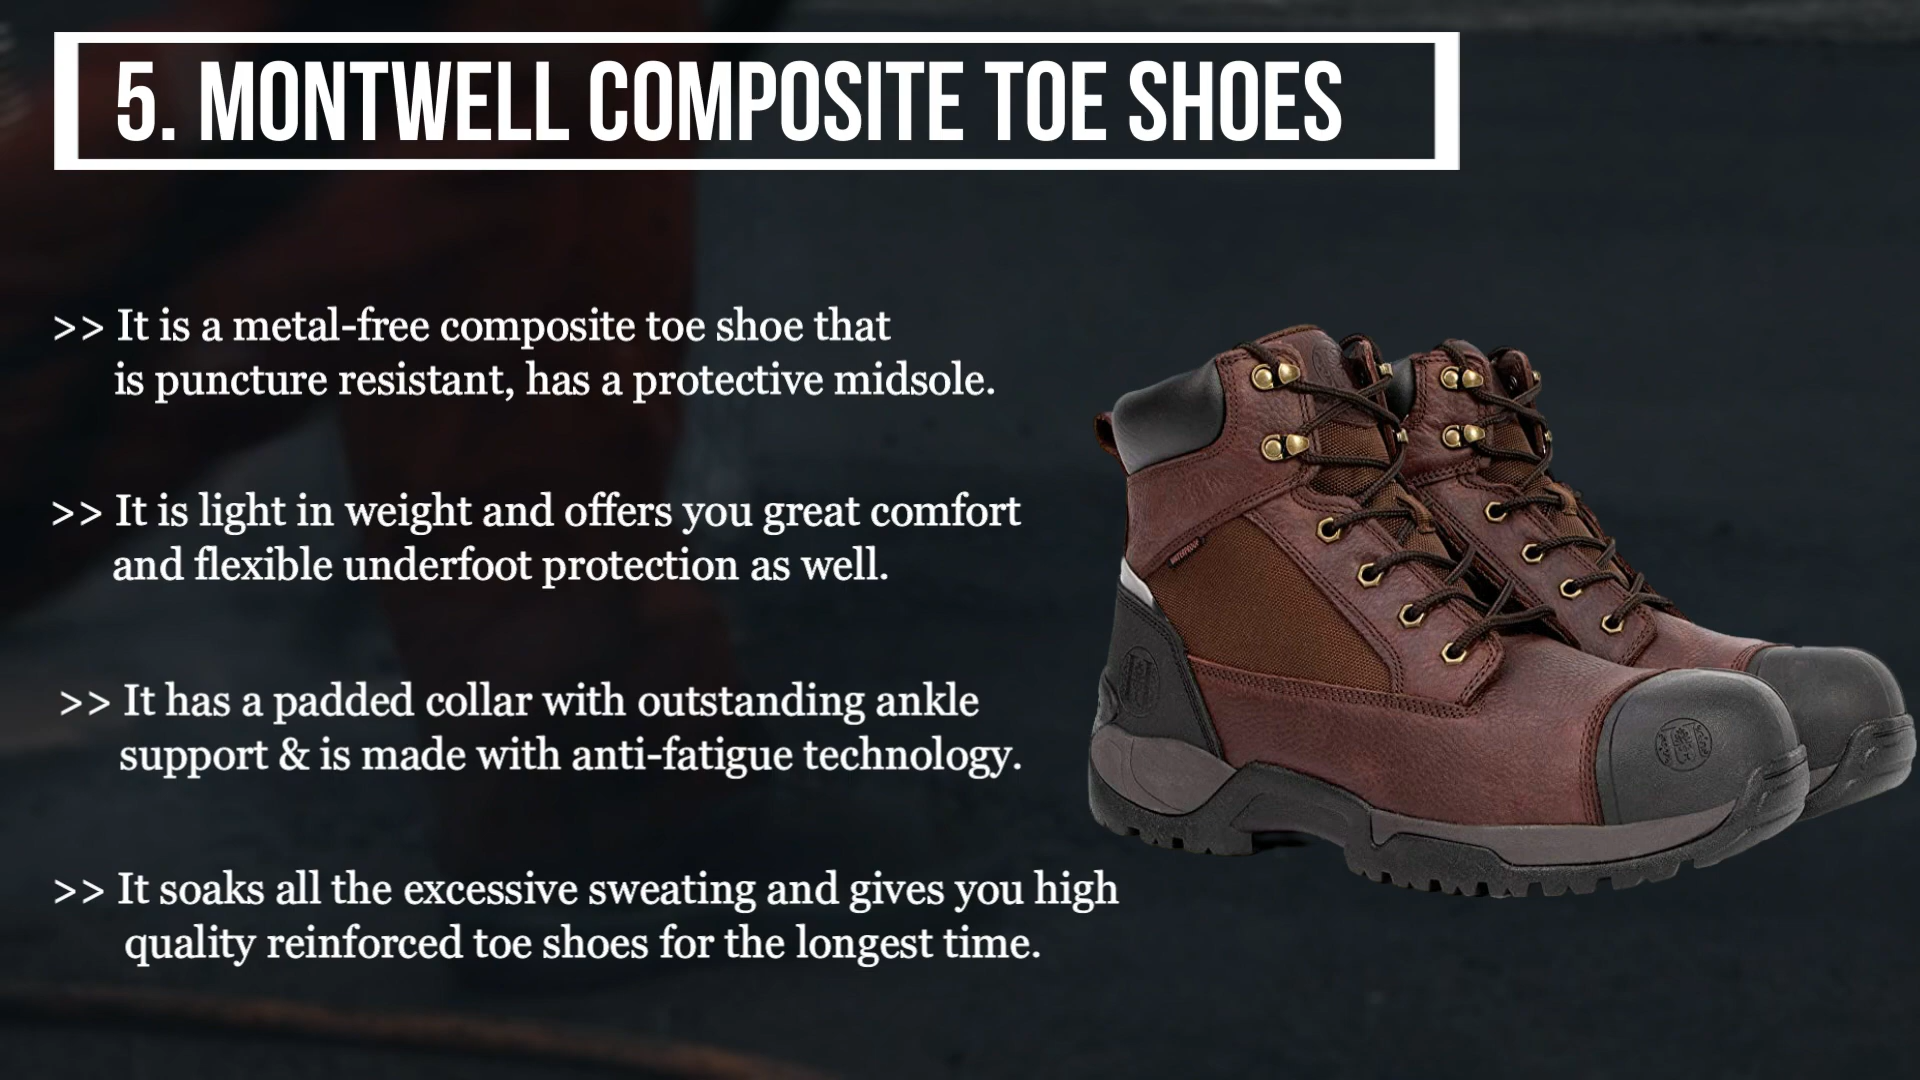 5. MONTWELL COMPOSITE TOE SHOES
>> It is a metal-free composite toe shoe that
is puncture resistant, has a protective midsole.
>> It is light in weight and offers you great comfort
and flexible underfoot protection as well.
>> It has a padded collar with outstanding ankle
support & is made with anti-fatigue technology.
>> It soaks all the excessive sweating and gives you high
quality reinforced toe shoes for the longest time.